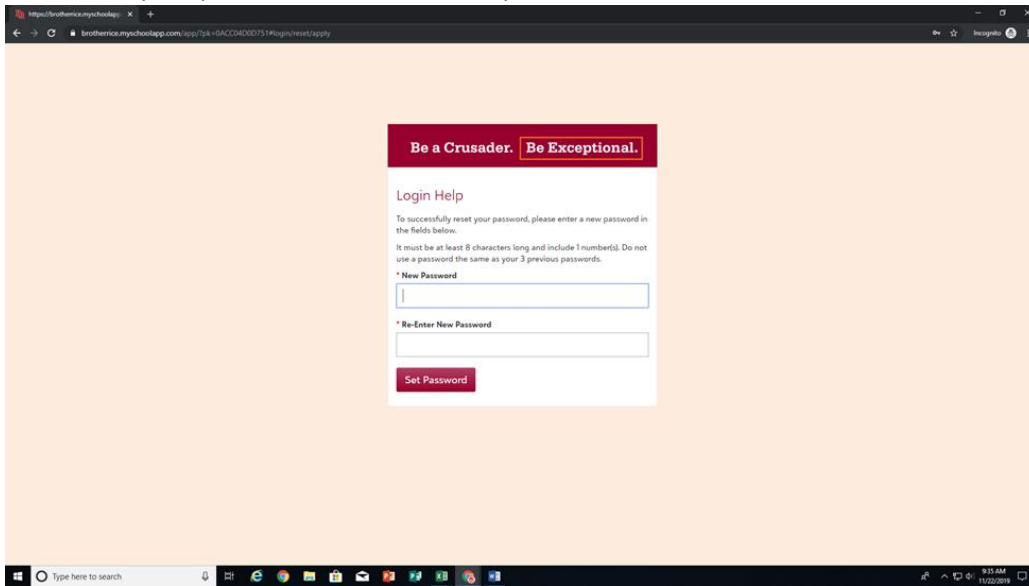 https://brotherrice.myschoolapp
brotherrice.myschoolapp.com/app/?pk=0ACC04D0D751#login/reset/apply
Incognito
Be a Crusader. Be Exceptional.
Login Help
To successfully reset your password, please enter a new password in
the fields below.
It must be at least 8 characters long and include 1 number(s). Do not
use a password the same as your 3 previous passwords.
* New Password
* Re-Enter New Password
Set Password
Type here to search
9:35 AM
11/22/2019